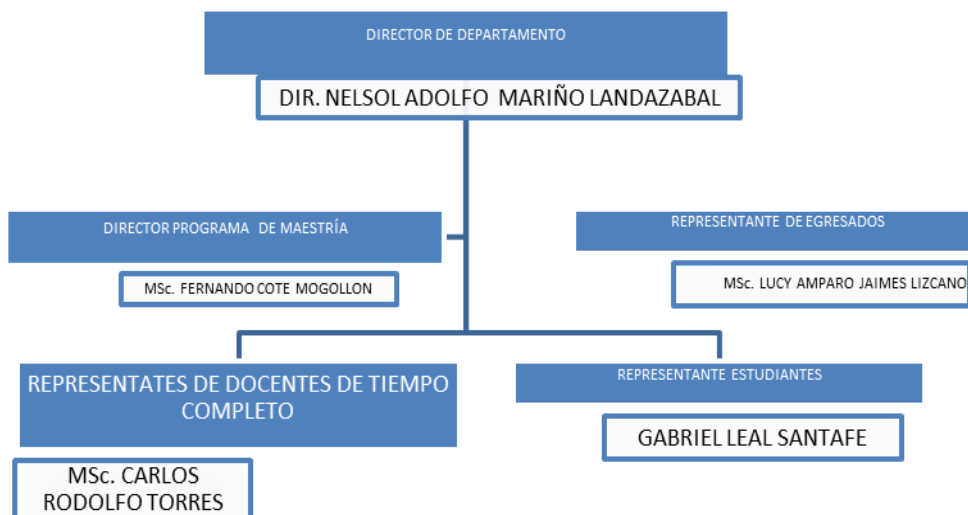 DIRECTOR DE DEPARTAMENTO
DIR. NELSOL ADOLFO MARIÑO LANDAZABAL
DIRECTOR PROGRAMA DE MAESTRÍA
MSc. FERNANDO COTE MOGOLLON
REPRESENTANTE DE EGRESADOS
MSc. LUCY AMPARO JAIMES LIZCANO
REPRESENTATES DE DOCENTES DE TIEMPO
COMPLETO
MSc. CARLOS
RODOLFO TORRES
REPRESENTANTE ESTUDIANTES
GABRIEL LEAL SANTAFE